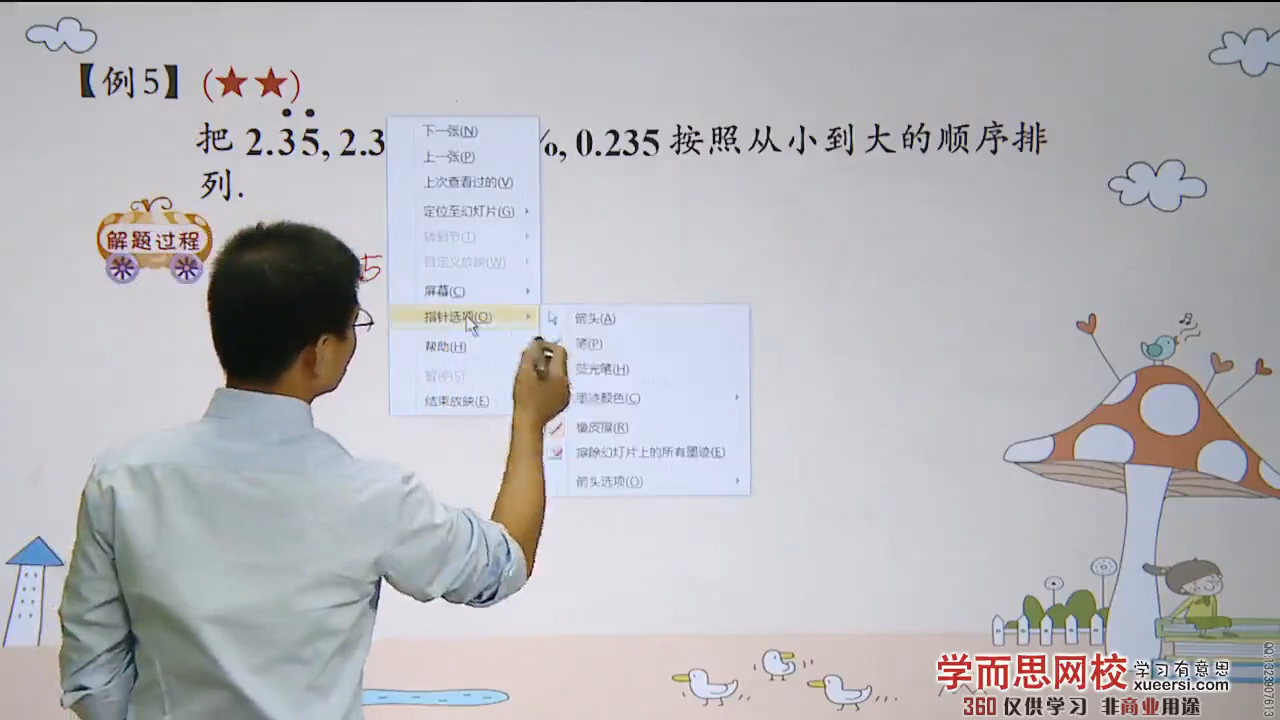 【例5】(★★)
把 2.35, 2.3 %, 0.235 按照从小到大的顺序排
列.
解题过程
5
下一张(N)
上一张(P)
上次查看过的(V)
定位至幻灯片(G)
转到节(T)
自定义放映(W)
屏幕(C)
指针选项(O)
帮助(H)
暂停(S)
结束放映(E)
箭头(A)
笔(P)
荧光笔(H)
墨迹颜色(C)
橡皮擦(R)
擦除幻灯片上的所有墨迹(E)
箭头选项(O)
学而思网校 学习有意思
xueersi.com
360 仅供学习 非商业用途
QQ132307613